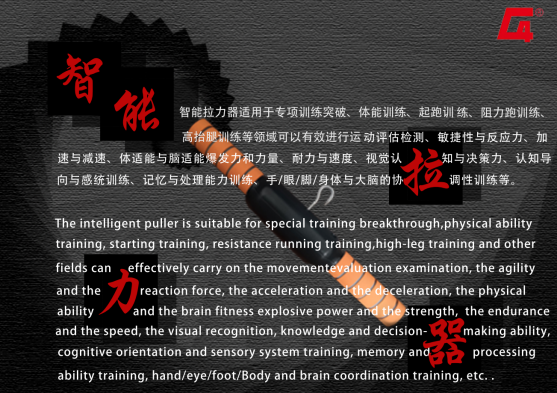 智能
拉
力
器
智能拉力器适用于专项训练突破、体能训练、起跑训练、阻力跑训练、
高抬腿训练等领域可以有效进行运动评估检测、敏捷性与反应力、加
速与减速、体适能与脑适能爆发力和力量、耐力与速度、视觉认知与决策力、认知导
向与感统训练、记忆与处理能力训练、手/眼/脚/身体与大脑的协调性训练等。
The intelligent puller is suitable for special training breakthrough,physical ability
training, starting training, resistance running training,high-leg training and other
fields can effectively carry on the movementevaluation examination, the agility
and the reaction force, the acceleration and the deceleration, the physical
ability and the brain fitness explosive power and the strength, the endurance
and the speed, the visual recognition, knowledge and decision-making ability,
cognitive orientation and sensory system training, memory and processing
ability training, hand/eye/foot/Body and brain coordination training, etc. .